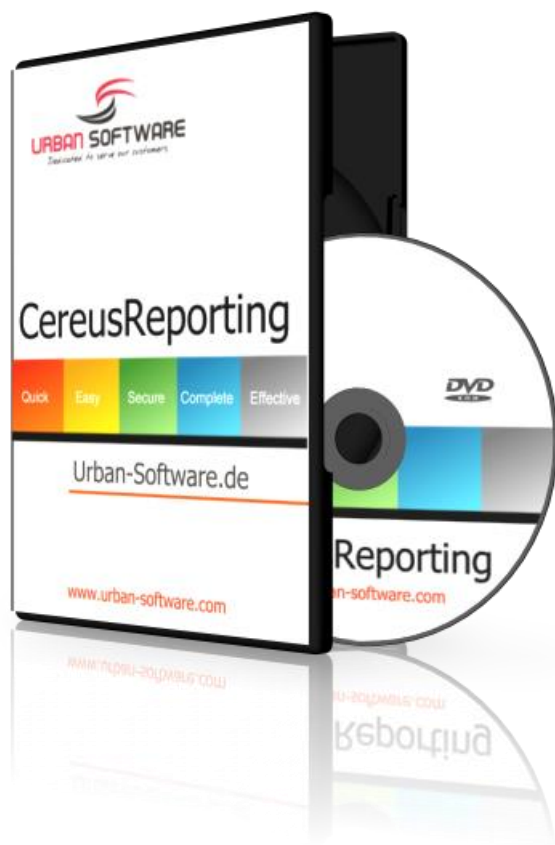 URBAN SOFTWARE
Dedicated to serve our customers
CereusReporting
Quick Easy Secure Complete Effective
Urban-Software.de
www.urban-software.com
DVD
Reporting
n-software.com